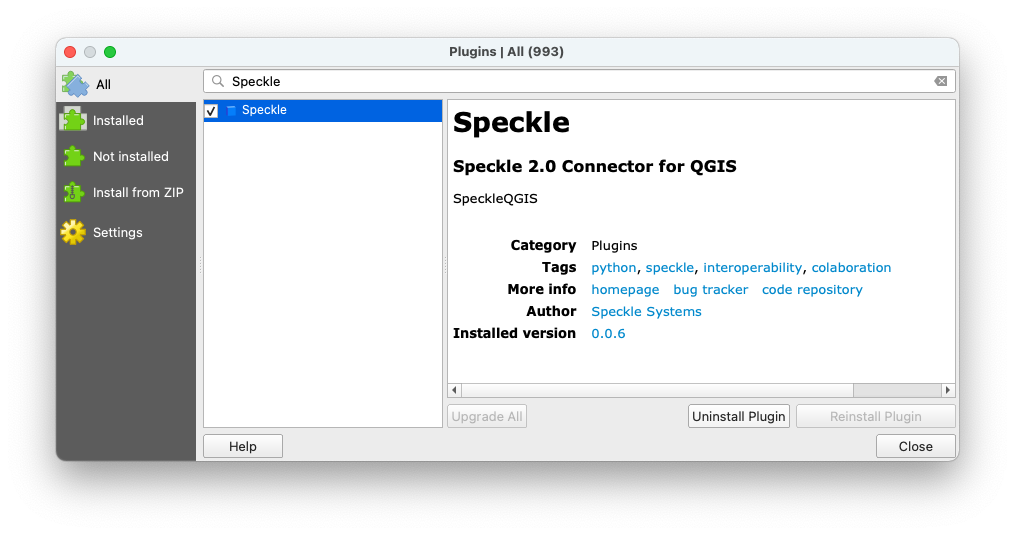 Plugins | All (993)
All
Installed
Not installed
Install from ZIP
Settings
Speckle
Speckle
Speckle
Speckle 2.0 Connector for QGIS
SpeckleQGIS
Category Plugins
Tags python, speckle, interoperability, colaboration
More info homepage bug tracker code repository
Author Speckle Systems
Installed version 0.0.6
Upgrade All Uninstall Plugin Reinstall Plugin
Help Close